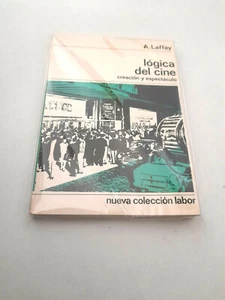 A. Laffay
lógica
del cine
creación y espectáculo
nueva colección labor